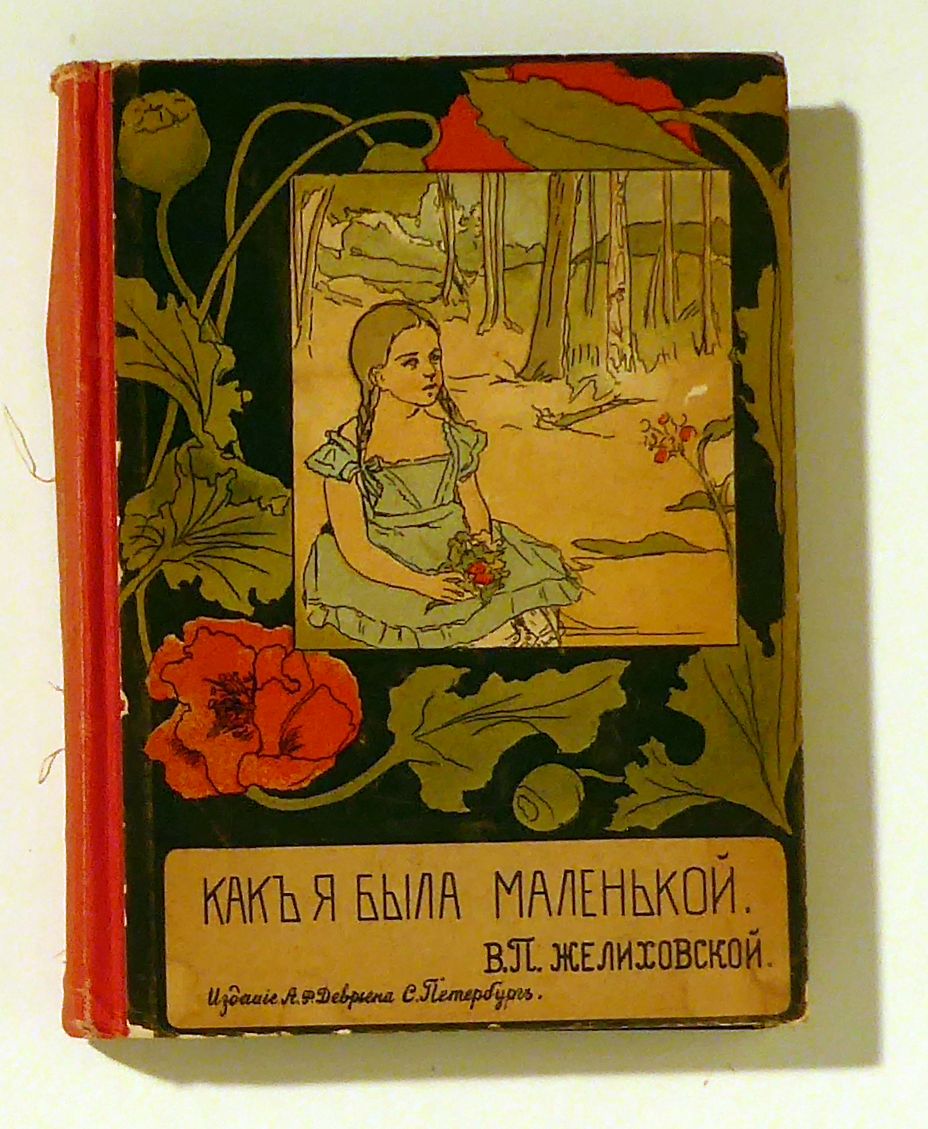 КАКЪ Я БЫЛА МАЛЕНЬКОЙ.
В.П. ЖЕЛИХОВСКОЙ.
Изданіе А.Ф.Девріена С.Петербургъ.